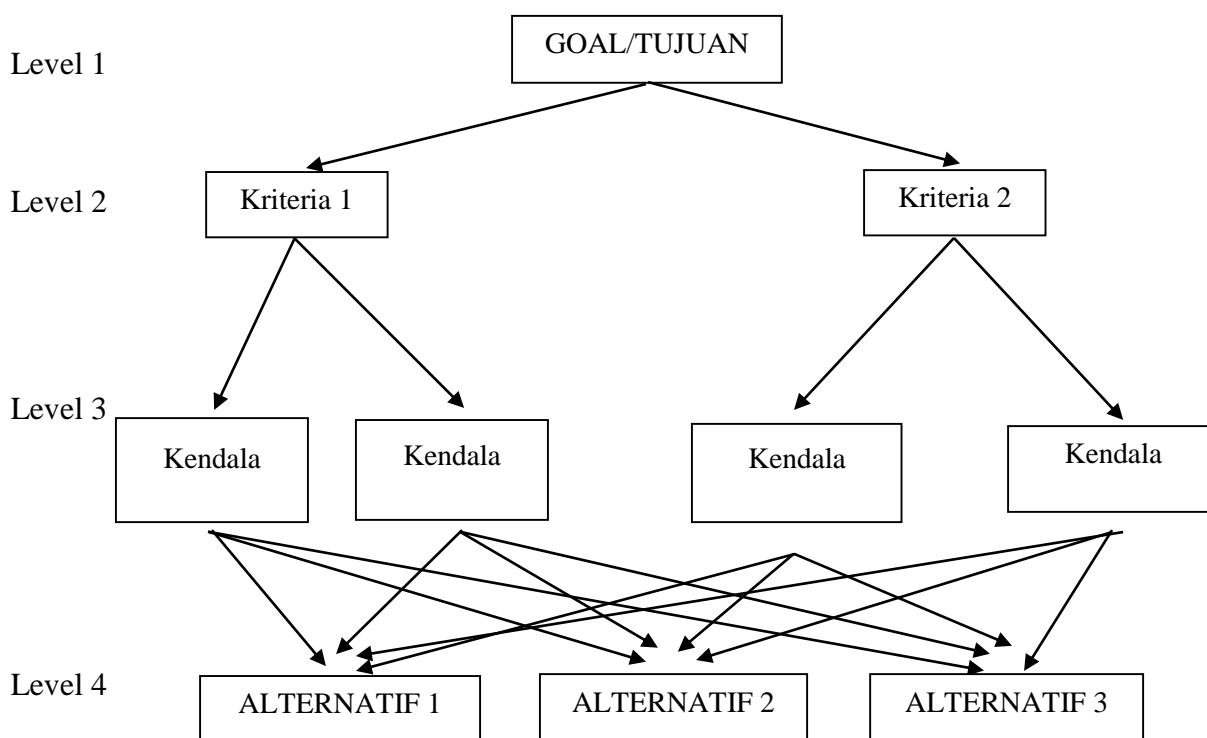 GOAL/TUJUAN
Level 1
Level 2
Kriteria 1
Kriteria 2
Level 3
Kendala
Kendala
Kendala
Kendala
Level 4
ALTERNATIF 1
ALTERNATIF 2
ALTERNATIF 3